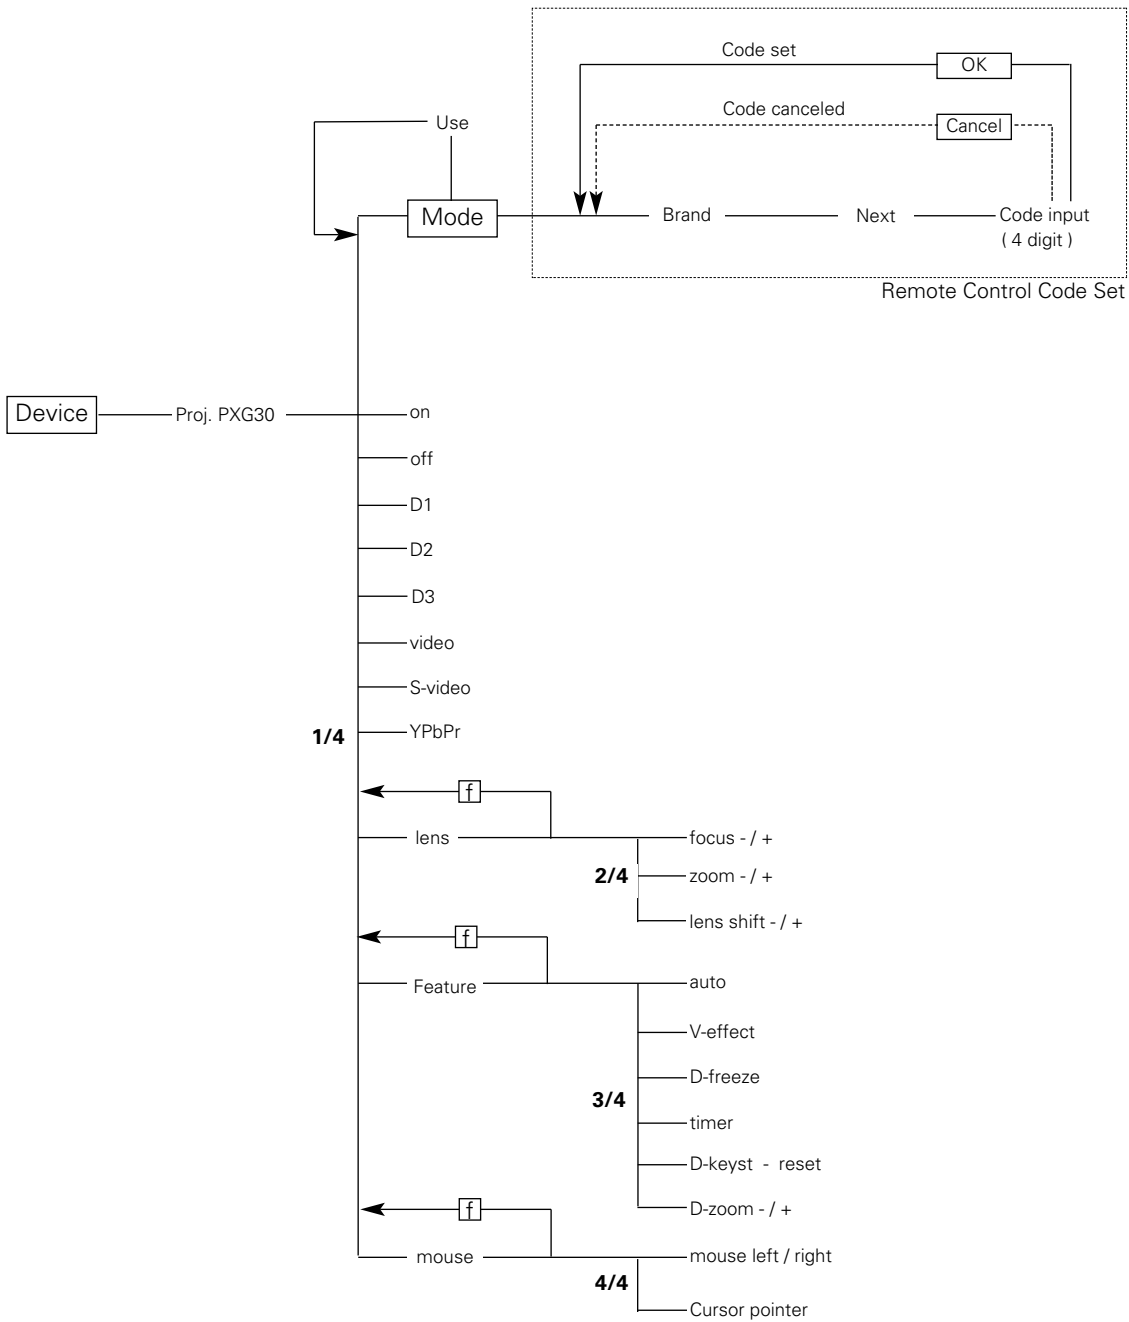 Code set
OK
Code canceled
Cancel
Use
Mode
Brand
Next
Code input
( 4 digit )
Remote Control Code Set
Device
Proj. PXG30
on
off
D1
D2
D3
video
S-video
1/4
YPbPr
f
lens
focus - / +
2/4
zoom - / +
lens shift - / +
f
Feature
auto
V-effect
D-freeze
3/4
timer
D-keyst - reset
D-zoom - / +
f
mouse
mouse left / right
4/4
Cursor pointer